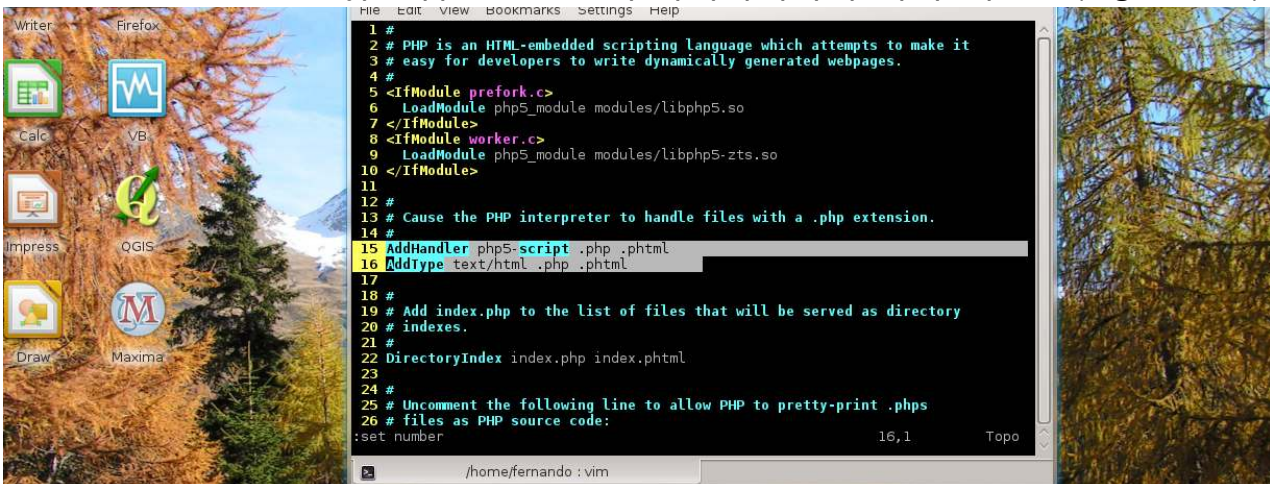 File Edit View Bookmarks Settings Help
Writer
Firefox
Calc
VB
Impress
QGIS
Draw
Maxima
1 #
2 # PHP is an HTML-embedded scripting language which attempts to make it
3 # easy for developers to write dynamically generated webpages.
4 #
5 <IfModule prefork.c>
6 LoadModule php5_module modules/libphp5.so
7 </IfModule>
8 <IfModule worker.c>
9 LoadModule php5_module modules/libphp5-zts.so
10 </IfModule>
11
12 #
13 # Cause the PHP interpreter to handle files with a .php extension.
14 #
15 AddHandler php5-script .php .phtml
16 AddType text/html .php .phtml
17
18 #
19 # Add index.php to the list of files that will be served as directory
20 # indexes.
21 #
22 DirectoryIndex index.php index.phtml
23
24 #
25 # Uncomment the following line to allow PHP to pretty-print .phps
26 # files as PHP source code:
:set number 16,1 Topo
/home/fernando : vim